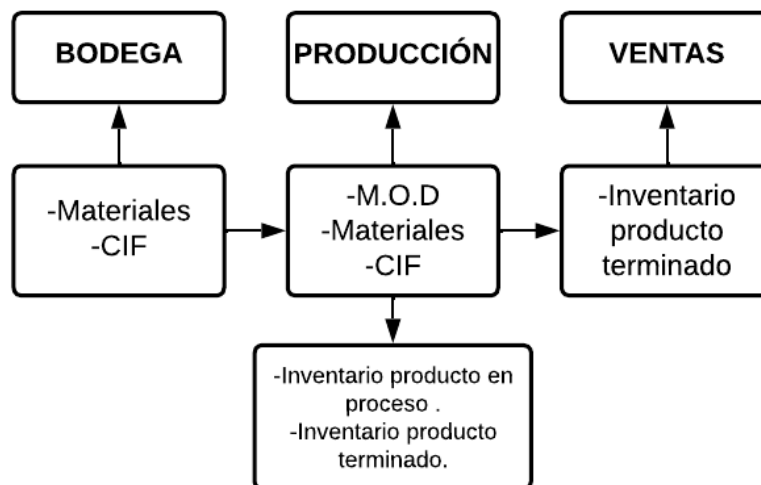 BODEGA
PRODUCCIÓN
VENTAS
-Materiales
-CIF
-M.O.D
-Materiales
-CIF
-Inventario
producto
terminado
-Inventario producto en
proceso .
-Inventario producto
terminado.